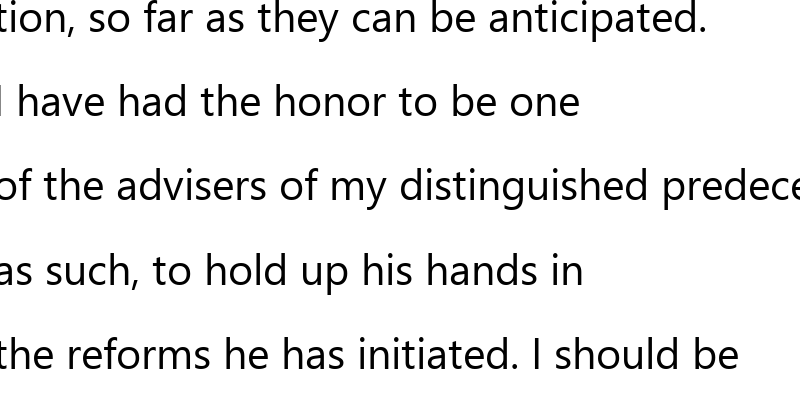 tion, so far as they can be anticipated.
I have had the honor to be one
of the advisers of my distinguished
as such, to hold up his hands in
the reforms he has initiated. I should be